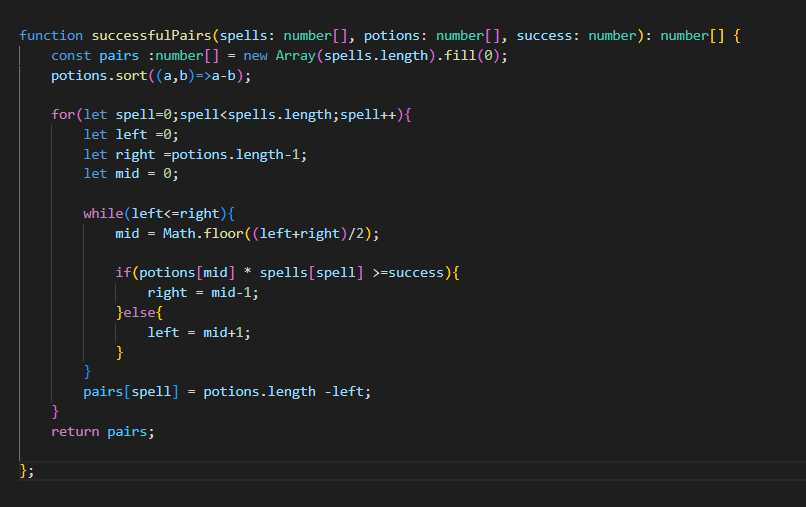 function successfulPairs(spells: number[], potions: number[], success: number): number[] {
    const pairs :number[] = new Array(spells.length).fill(0);
    potions.sort((a,b)=>a-b);

    for(let spell=0;spell<spells.length;spell++){
        let left =0;
        let right =potions.length-1;
        let mid = 0;

        while(left<=right){
            mid = Math.floor((left+right)/2);

            if(potions[mid] * spells[spell] >=success){
                right = mid-1;
            }else{
                left = mid+1;
            }
        }
        pairs[spell] = potions.length -left;
    }
    return pairs;

};